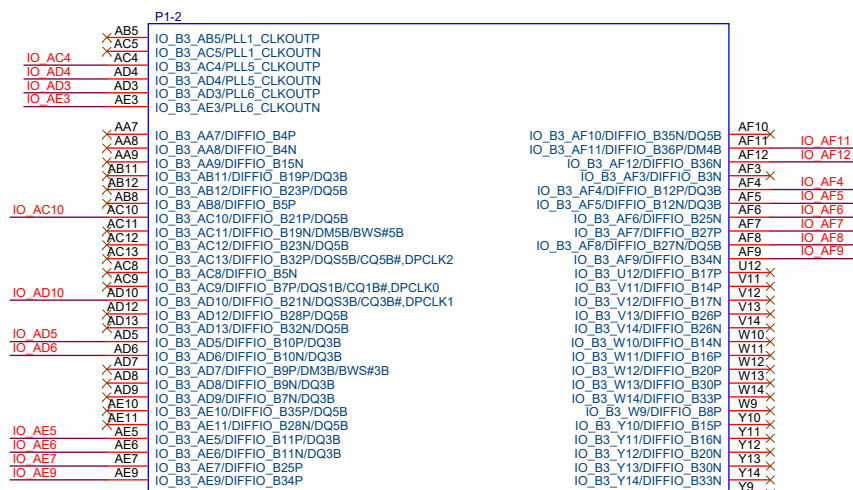 P1-2
AB5 IO_B3_AB5/PLL1_CLKOUTP
AC5 IO_B3_AC5/PLL1_CLKOUTN
IO_AC4 AC4 IO_B3_AC4/PLL5_CLKOUTP
IO_AD4 AD4 IO_B3_AD4/PLL5_CLKOUTN
IO_AD3 AD3 IO_B3_AD3/PLL6_CLKOUTP
IO_AE3 AE3 IO_B3_AE3/PLL6_CLKOUTN
AA7 IO_B3_AA7/DIFFIO_B4P
AA8 IO_B3_AA8/DIFFIO_B4N
AA9 IO_B3_AA9/DIFFIO_B15N
AB11 IO_B3_AB11/DIFFIO_B19P/DQ3B
AB12 IO_B3_AB12/DIFFIO_B23P/DQ5B
AB8 IO_B3_AB8/DIFFIO_B5P
IO_AC10 AC10 IO_B3_AC10/DIFFIO_B21P/DQ5B
AC11 IO_B3_AC11/DIFFIO_B19N/DM5B/BWS#5B
AC12 IO_B3_AC12/DIFFIO_B23N/DQ5B
AC13 IO_B3_AC13/DIFFIO_B32P/DQS5B/CQ5B#,DPCLK2
AC8 IO_B3_AC8/DIFFIO_B5N
AC9 IO_B3_AC9/DIFFIO_B7P/DQS1B/CQ1B#,DPCLK0
IO_AD10 AD10 IO_B3_AD10/DIFFIO_B21N/DQS3B/CQ3B#,DPCLK1
AD12 IO_B3_AD12/DIFFIO_B28P/DQ5B
AD13 IO_B3_AD13/DIFFIO_B32N/DQ5B
IO_AD5 AD5 IO_B3_AD5/DIFFIO_B10P/DQ3B
IO_AD6 AD6 IO_B3_AD6/DIFFIO_B10N/DQ3B
AD7 IO_B3_AD7/DIFFIO_B9P/DM3B/BWS#3B
AD8 IO_B3_AD8/DIFFIO_B9N/DQ3B
AD9 IO_B3_AD9/DIFFIO_B7N/DQ3B
AE10 IO_B3_AE10/DIFFIO_B35P/DQ5B
AE11 IO_B3_AE11/DIFFIO_B28N/DQ5B
IO_AE5 AE5 IO_B3_AE5/DIFFIO_B11P/DQ3B
IO_AE6 AE6 IO_B3_AE6/DIFFIO_B11N/DQ3B
IO_AE7 AE7 IO_B3_AE7/DIFFIO_B25P
IO_AE9 AE9 IO_B3_AE9/DIFFIO_B34P
IO_B3_AF10/DIFFIO_B35N/DQ5B AF10
IO_B3_AF11/DIFFIO_B36P/DM4B AF11 IO_AF11
IO_B3_AF12/DIFFIO_B36N AF12 IO_AF12
IO_B3_AF3/DIFFIO_B3N AF3
IO_B3_AF4/DIFFIO_B12P/DQ3B AF4 IO_AF4
IO_B3_AF5/DIFFIO_B12N/DQ3B AF5 IO_AF5
IO_B3_AF6/DIFFIO_B25N AF6 IO_AF6
IO_B3_AF7/DIFFIO_B27P AF7 IO_AF7
IO_B3_AF8/DIFFIO_B27N/DQ5B AF8 IO_AF8
IO_B3_AF9/DIFFIO_B34N AF9 IO_AF9
IO_B3_U12/DIFFIO_B17P U12
IO_B3_V11/DIFFIO_B14P V11
IO_B3_V12/DIFFIO_B17N V12
IO_B3_V13/DIFFIO_B26P V13
IO_B3_V14/DIFFIO_B26N V14
IO_B3_W10/DIFFIO_B14N W10
IO_B3_W11/DIFFIO_B16P W11
IO_B3_W12/DIFFIO_B20P W12
IO_B3_W13/DIFFIO_B30P W13
IO_B3_W14/DIFFIO_B33P W14
IO_B3_W9/DIFFIO_B8P W9
IO_B3_Y10/DIFFIO_B15P Y10
IO_B3_Y11/DIFFIO_B16N Y11
IO_B3_Y12/DIFFIO_B20N Y12
IO_B3_Y13/DIFFIO_B30N Y13
IO_B3_Y14/DIFFIO_B33N Y14
Y9